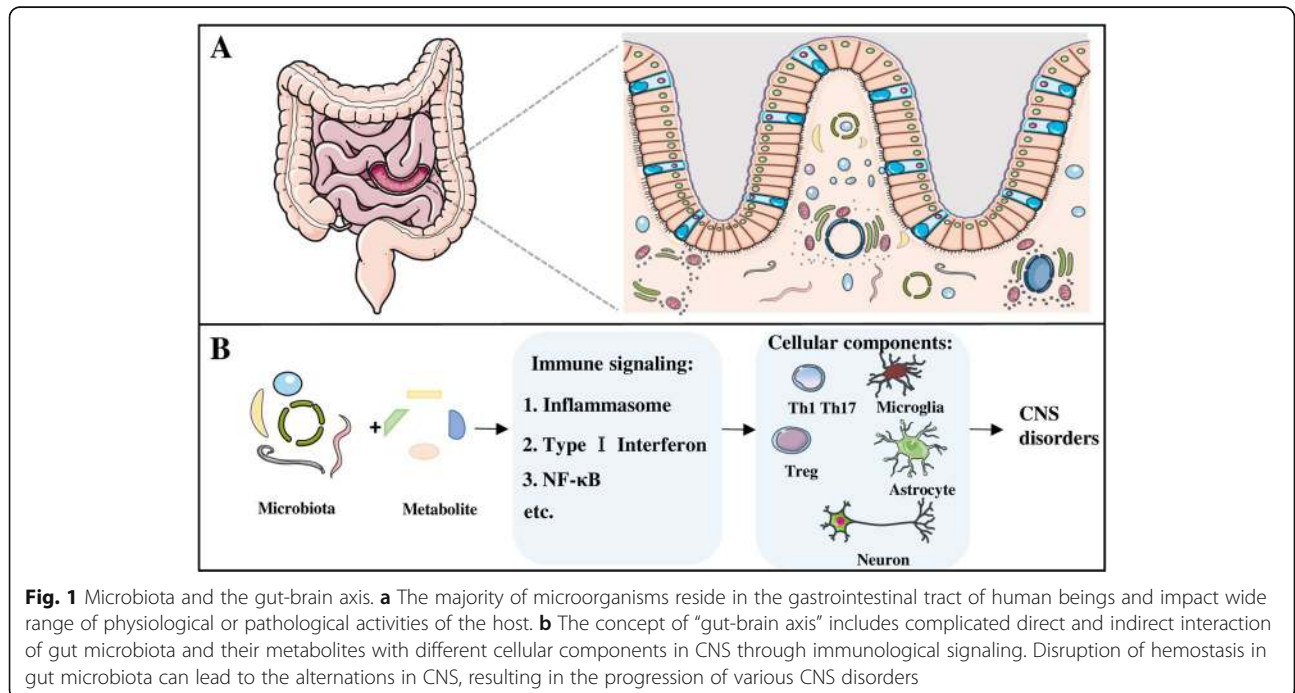 A
B
Immune signaling:
1. Inflammasome
2. Type Ⅰ Interferon
3. NF-κB
etc.
Cellular components:
Th1 Th17 Microglia
Treg
Astrocyte
Neuron
CNS
disorders
+
Microbiota Metabolite
Fig. 1 Microbiota and the gut-brain axis. a The majority of microorganisms reside in the gastrointestinal tract of human beings and impact wide
range of physiological or pathological activities of the host. b The concept of “gut-brain axis” includes complicated direct and indirect interaction
of gut microbiota and their metabolites with different cellular components in CNS through immunological signaling. Disruption of hemostasis in
gut microbiota can lead to the alternations in CNS, resulting in the progression of various CNS disorders